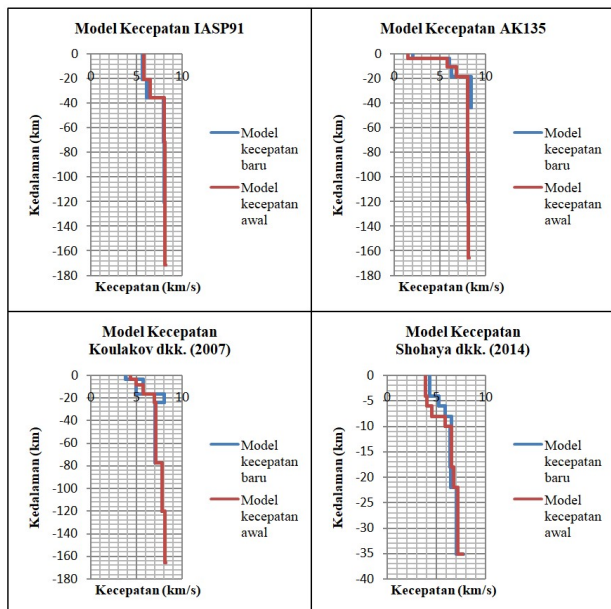 Model Kecepatan IASP91
0 5 10
0
-20
-40
-60
-80
-100
-120
-140
-160
-180
Kedalaman (km)
Kecepatan (km/s)
Model
kecepatan
baru
Model
kecepatan
awal
Model Kecepatan AK135
0 5 10
0
-20
-40
-60
-80
-100
-120
-140
-160
-180
Kedalaman (km)
Kecepatan (km/s)
Model
kecepatan
baru
Model
kecepatan
awal
Model Kecepatan
Koulakov dkk. (2007)
0 5 10
0
-20
-40
-60
-80
-100
-120
-140
-160
-180
Kedalaman (km)
Kecepatan (km/s)
Model
kecepatan
baru
Model
kecepatan
awal
Model Kecepatan
Shohaya dkk. (2014)
0 5 10
0
-5
-10
-15
-20
-25
-30
-35
-40
Kedalaman (km)
Kecepatan (km/s)
Model
kecepatan
baru
Model
kecepatan
awal